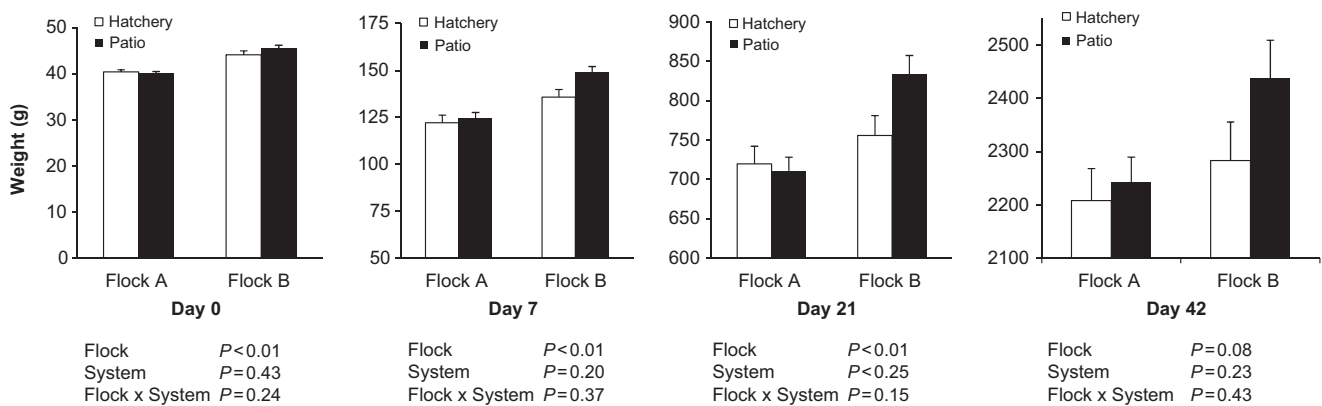 Weight (g)
50
40
30
20
10
0
Hatchery
Patio
Flock A Flock B
Day 0
Flock P<0.01
System P=0.43
Flock x System P=0.24
175
150
125
100
75
50
Hatchery
Patio
Flock A Flock B
Day 7
Flock P<0.01
System P=0.20
Flock x System P=0.37
900
850
800
750
700
650
600
Hatchery
Patio
Flock A Flock B
Day 21
Flock P<0.01
System P<0.25
Flock x System P=0.15
2500
2400
2300
2200
2100
Hatchery
Patio
Flock A Flock B
Day 42
Flock P=0.08
System P=0.23
Flock x System P=0.43